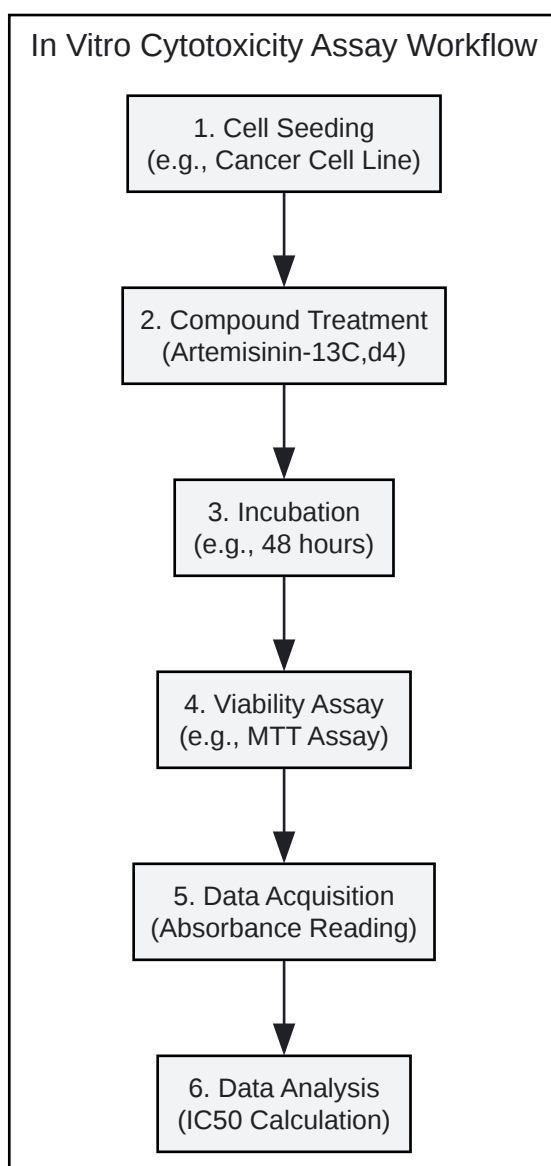 In Vitro Cytotoxicity Assay Workflow
1. Cell Seeding
(e.g., Cancer Cell Line)
2. Compound Treatment
(Artemisinin-13C,d4)
3. Incubation
(e.g., 48 hours)
4. Viability Assay
(e.g., MTT Assay)
5. Data Acquisition
(Absorbance Reading)
6. Data Analysis
(IC50 Calculation)